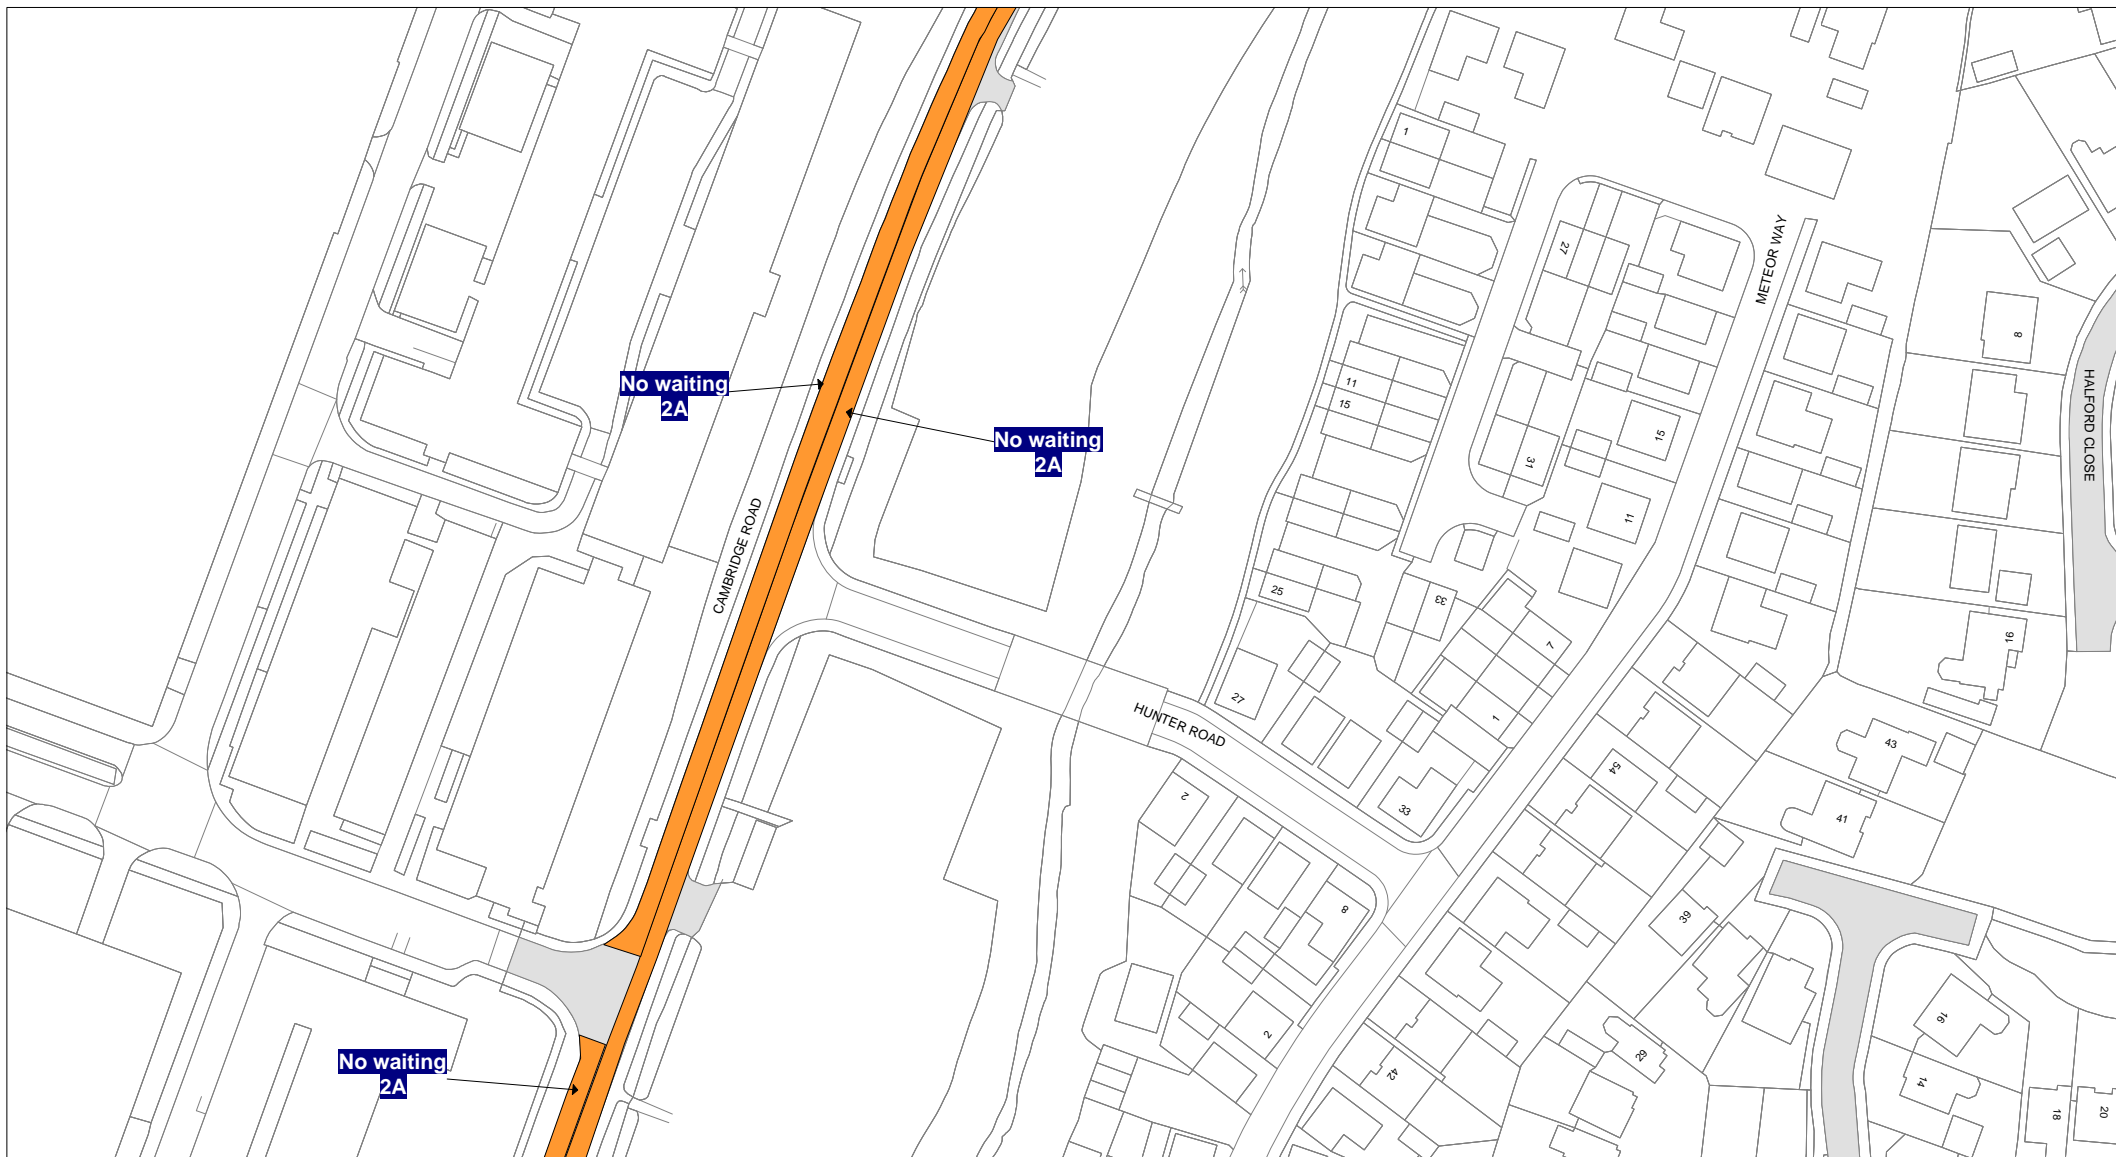 1
27
METEOR WAY
8
No waiting
2A
11
15
HALFORD CLOSE
No waiting
2A
15
31
11
CAMBRIDGE ROAD
25
33
7
16
27
HUNTER ROAD
1
43
54
2
33
41
8
39
16
2
29
42
14
No waiting
2A
18
20